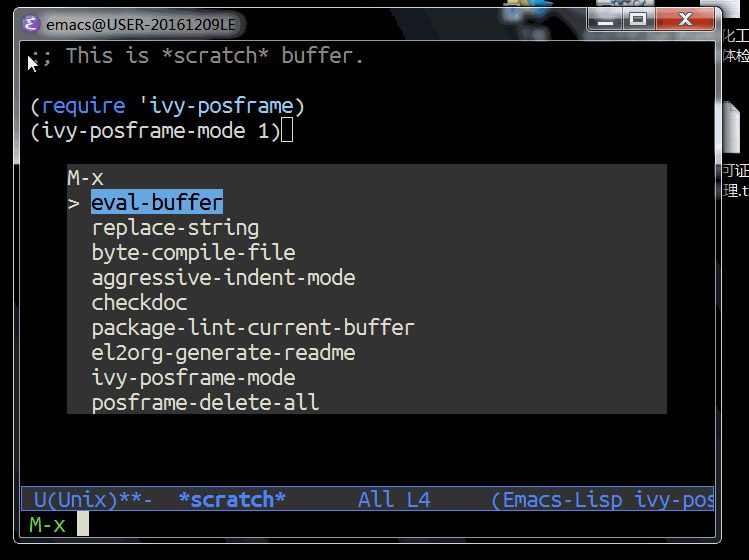 emacs@USER-20161209LE
;; This is *scratch* buffer.
(require 'ivy-posframe)
(ivy-posframe-mode 1)
M-x
> eval-buffer
replace-string
byte-compile-file
aggressive-indent-mode
checkdoc
package-lint-current-buffer
el2org-generate-readme
ivy-posframe-mode
posframe-delete-all
U(Unix)**- *scratch* All L4 (Emacs-Lisp ivy-pos
M-x
化工
体检
可证
理.t